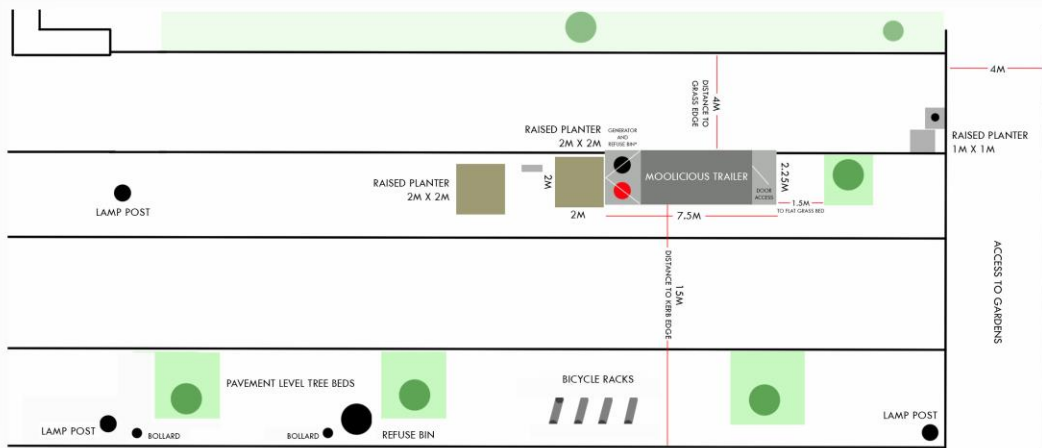 4M
DISTANCE TO
GRASS EDGE
4M
RAISED PLANTER
2M X 2M
GENERATOR
AND
REFUSE BIN*
RAISED PLANTER
1M X 1M
RAISED PLANTER
2M X 2M
2M
MOOLICIOUS TRAILER
2.25M
DOOR
ACCESS
1.5M
TO FLAT GRASS BED
LAMP POST
2M
7.5M
DISTANCE TO KERB EDGE
15M
ACCESS TO GARDENS
PAVEMENT LEVEL TREE BEDS
BICYCLE RACKS
LAMP POST
BOLLARD
BOLLARD
REFUSE BIN
LAMP POST